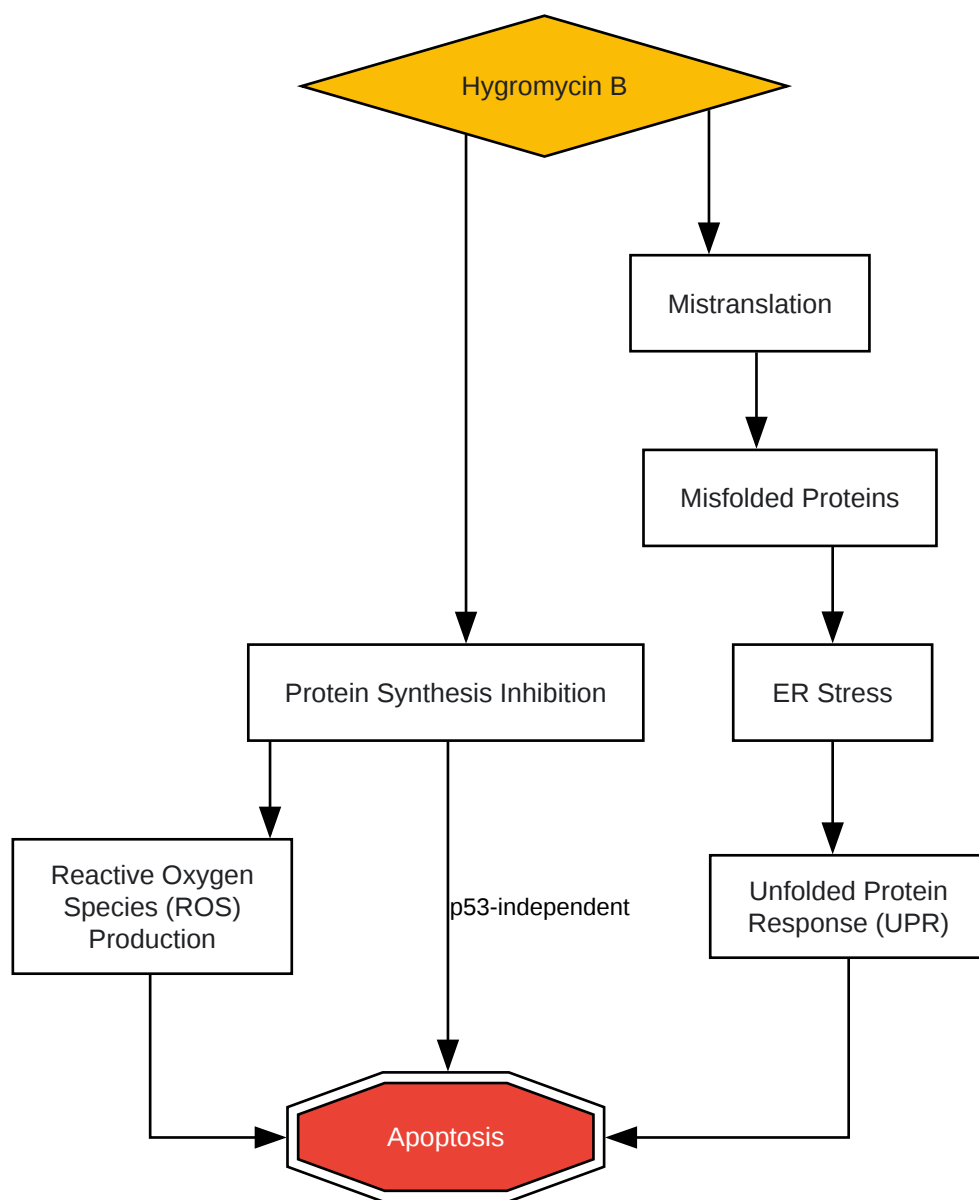 Hygromycin B
Mistranslation
Misfolded Proteins
Protein Synthesis Inhibition
ER Stress
Reactive Oxygen
Species (ROS)
Production
p53-independent
Unfolded Protein
Response (UPR)
Apoptosis